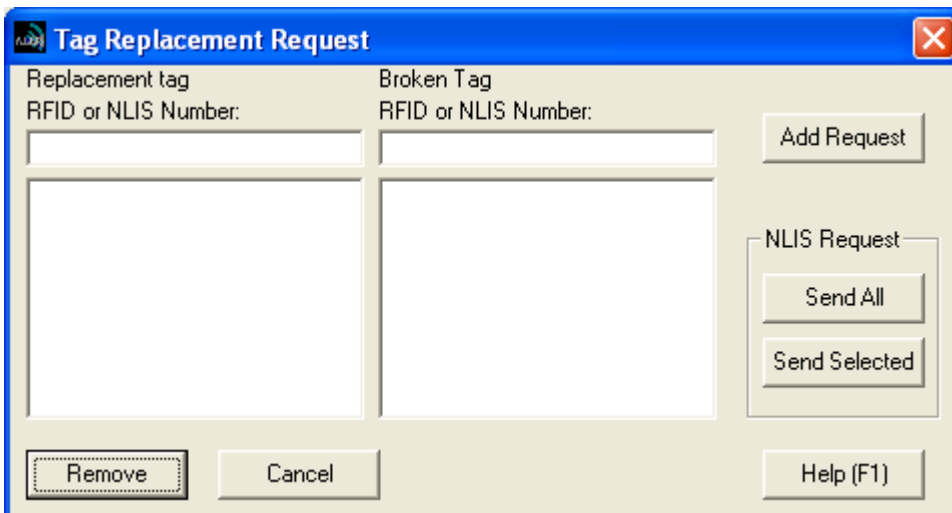 Tag Replacement Request
Replacement tag
RFID or NLIS Number:
Broken Tag
RFID or NLIS Number:
Add Request
NLIS Request
Send All
Send Selected
Remove
Cancel
Help (F1)